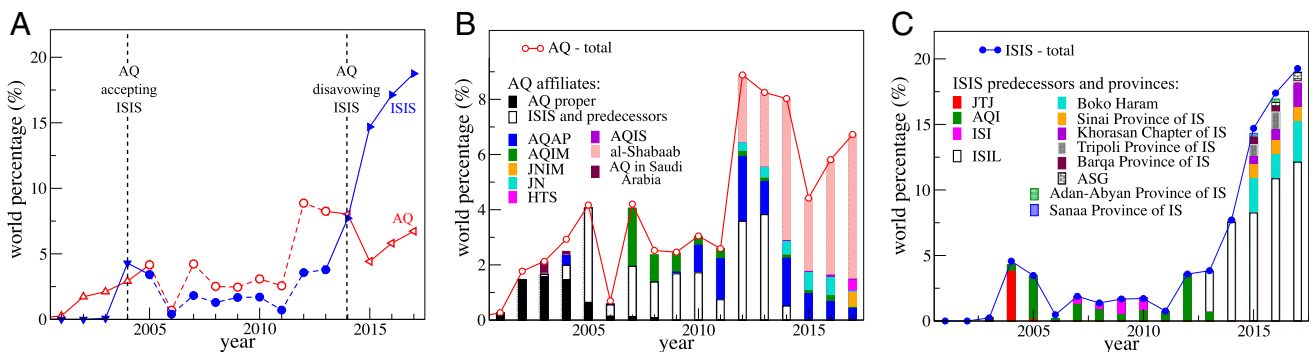 A
world percentage (%)
20
15
10
5
0
AQ
accepting
ISIS
AQ
disavowing
ISIS
ISIS
AQ
2005
2010
2015
year
B
world percentage (%)
8
6
4
2
0
AQ - total
AQ affiliates:
AQ proper
ISIS and predecessors
AQAP
AQIM
JNIM
JN
HTS
AQIS
al-Shabaab
AQ in Saudi
Arabia
2005
2010
2015
year
C
world percentage (%)
20
15
10
5
0
ISIS - total
ISIS predecessors and provinces:
JTJ
AQI
ISI
ISIL
Boko Haram
Sinai Province of IS
Khorasan Chapter of IS
Tripoli Province of IS
Barqa Province of IS
ASG
Adan-Abyan Province of IS
Sanaa Province of IS
2005
2010
2015
year